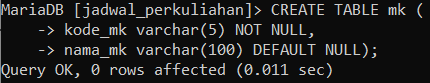 MariaDB [jadwal_perkuliahan]> CREATE TABLE mk (
    -> kode_mk varchar(5) NOT NULL,
    -> nama_mk varchar(100) DEFAULT NULL);
Query OK, 0 rows affected (0.011 sec)